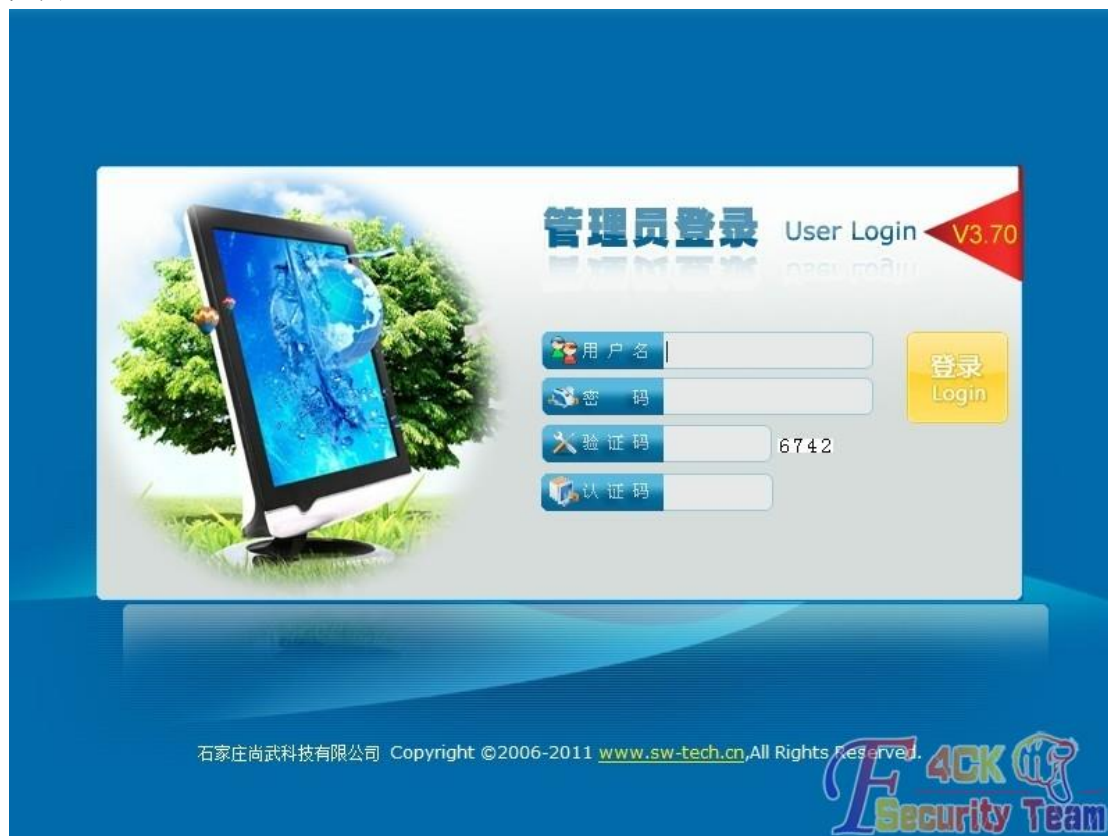 管理员登录 User Login V3.70
用户名
登录
Login
密 码
验证码 6742
认证码
石家庄尚武科技有限公司 Copyright ©2006-2011 www.sw-tech.cn,All Rights Reserved.
F4CK
Security Team